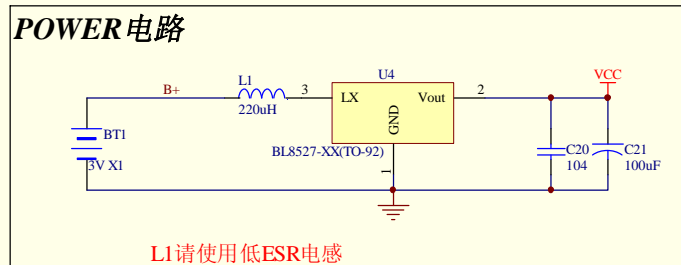 POWER电路
B+
L1
220uH
3
U4
LX
Vout
GND
2
VCC
BT1
3V X1
BL8527-XX(TO-92)
1
C20
104
C21
100uF
L1请使用低ESR电感